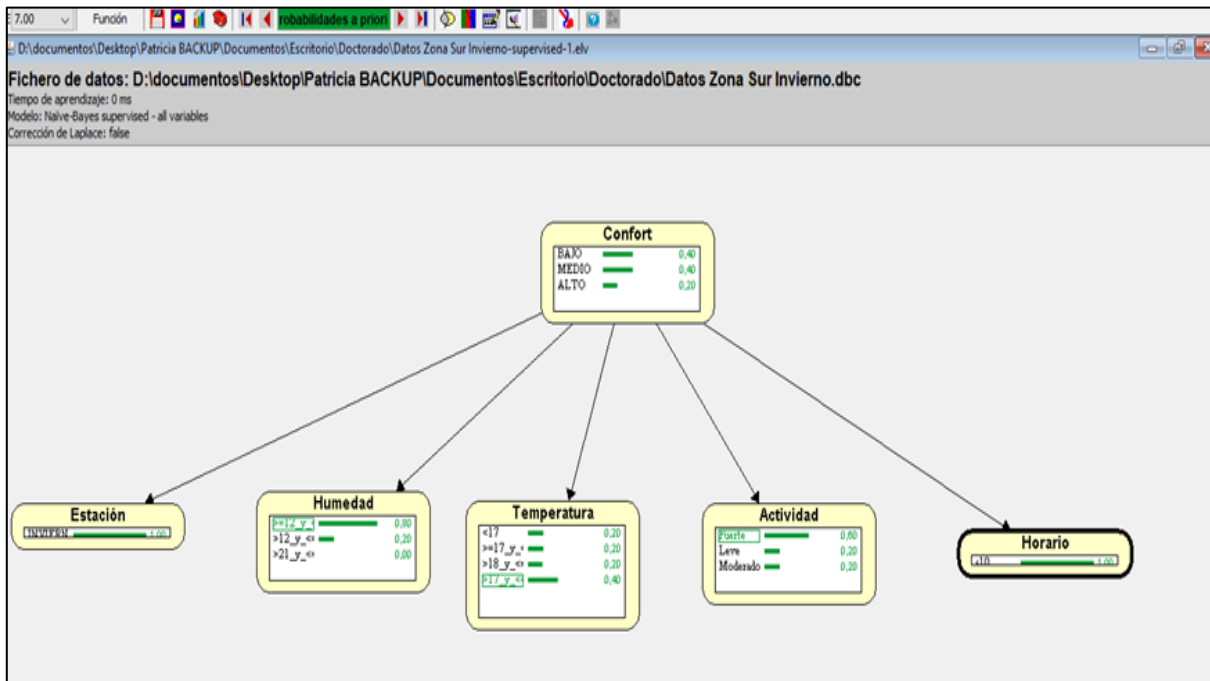 7.00 Función robabilidades a priori
D:\documentos\Desktop\Patricia BACKUP\Documentos\Escritorio\Doctorado\Datos Zona Sur Invierno-supervised-1.elv
Fichero de datos: D:\documentos\Desktop\Patricia BACKUP\Documentos\Escritorio\Doctorado\Datos Zona Sur Invierno.dbc
Tiempo de aprendizaje: 0 ms
Modelo: Naïve-Bayes supervised - all variables
Corrección de Laplace: false
Confort
BAJO 0,40
MEDIO 0,40
ALTO 0,20
Estación
1.00
Humedad
>=12_y_< 0,80
>12_y_<= 0,20
>21_y_<= 0,00
Temperatura
<17 0,20
>=17_y_< 0,20
>18_y_<= 0,20
>17_y_<= 0,40
Actividad
Fuerte 0,60
Leve 0,20
Moderado 0,20
Horario
1.00